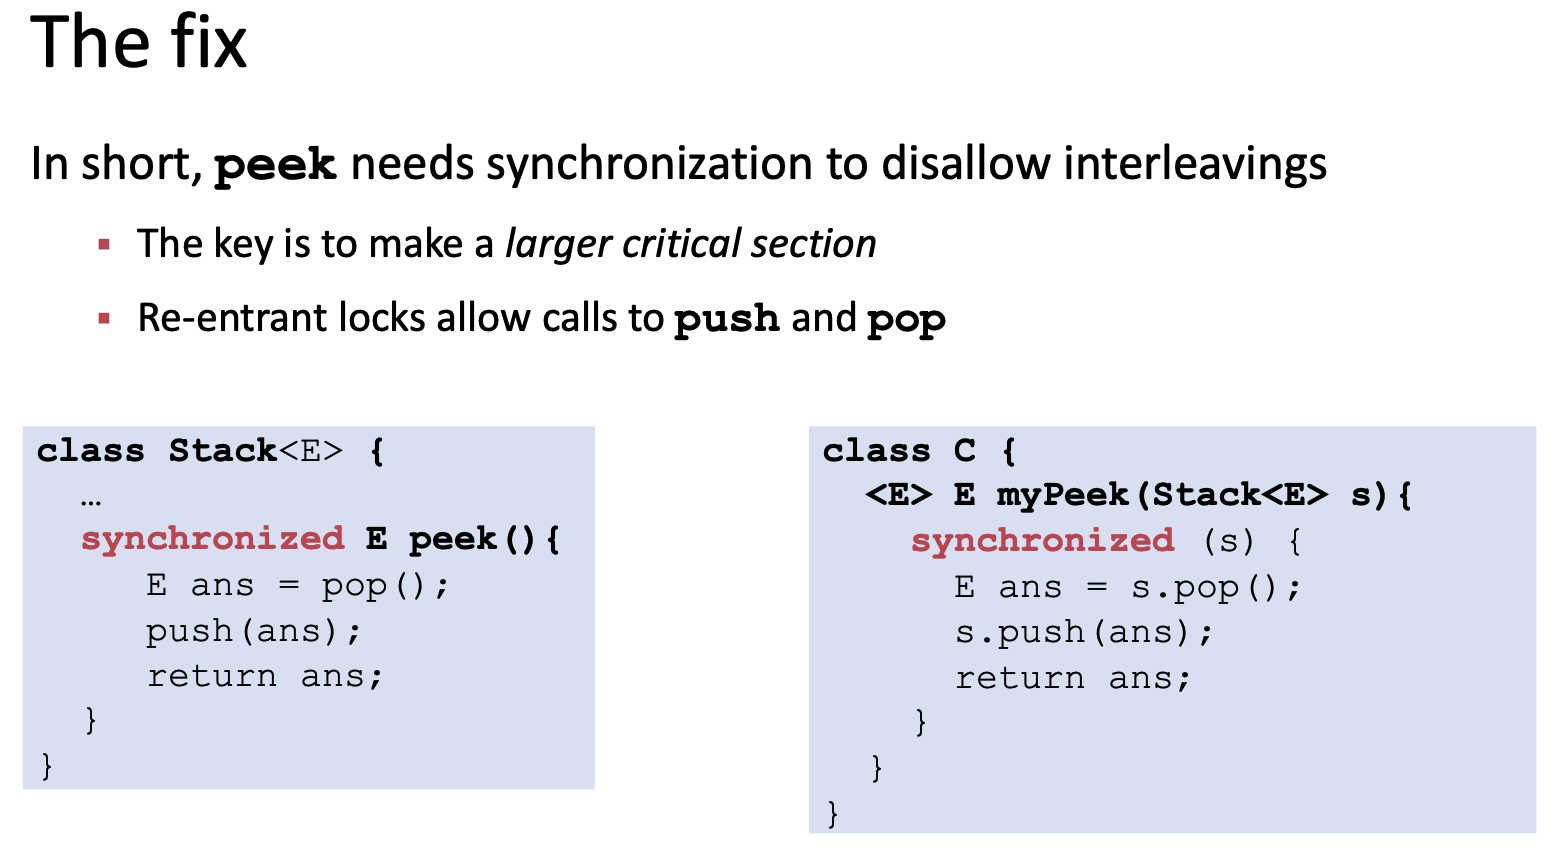 The fix
In short, peek needs synchronization to disallow interleavings
▪ The key is to make a larger critical section
▪ Re-entrant locks allow calls to push and pop
class Stack<E> {
…
synchronized E peek(){
E ans = pop();
push(ans);
return ans;
}
}
class C {
<E> E myPeek(Stack<E> s){
synchronized (s) {
E ans = s.pop();
s.push(ans);
return ans;
}
}
}